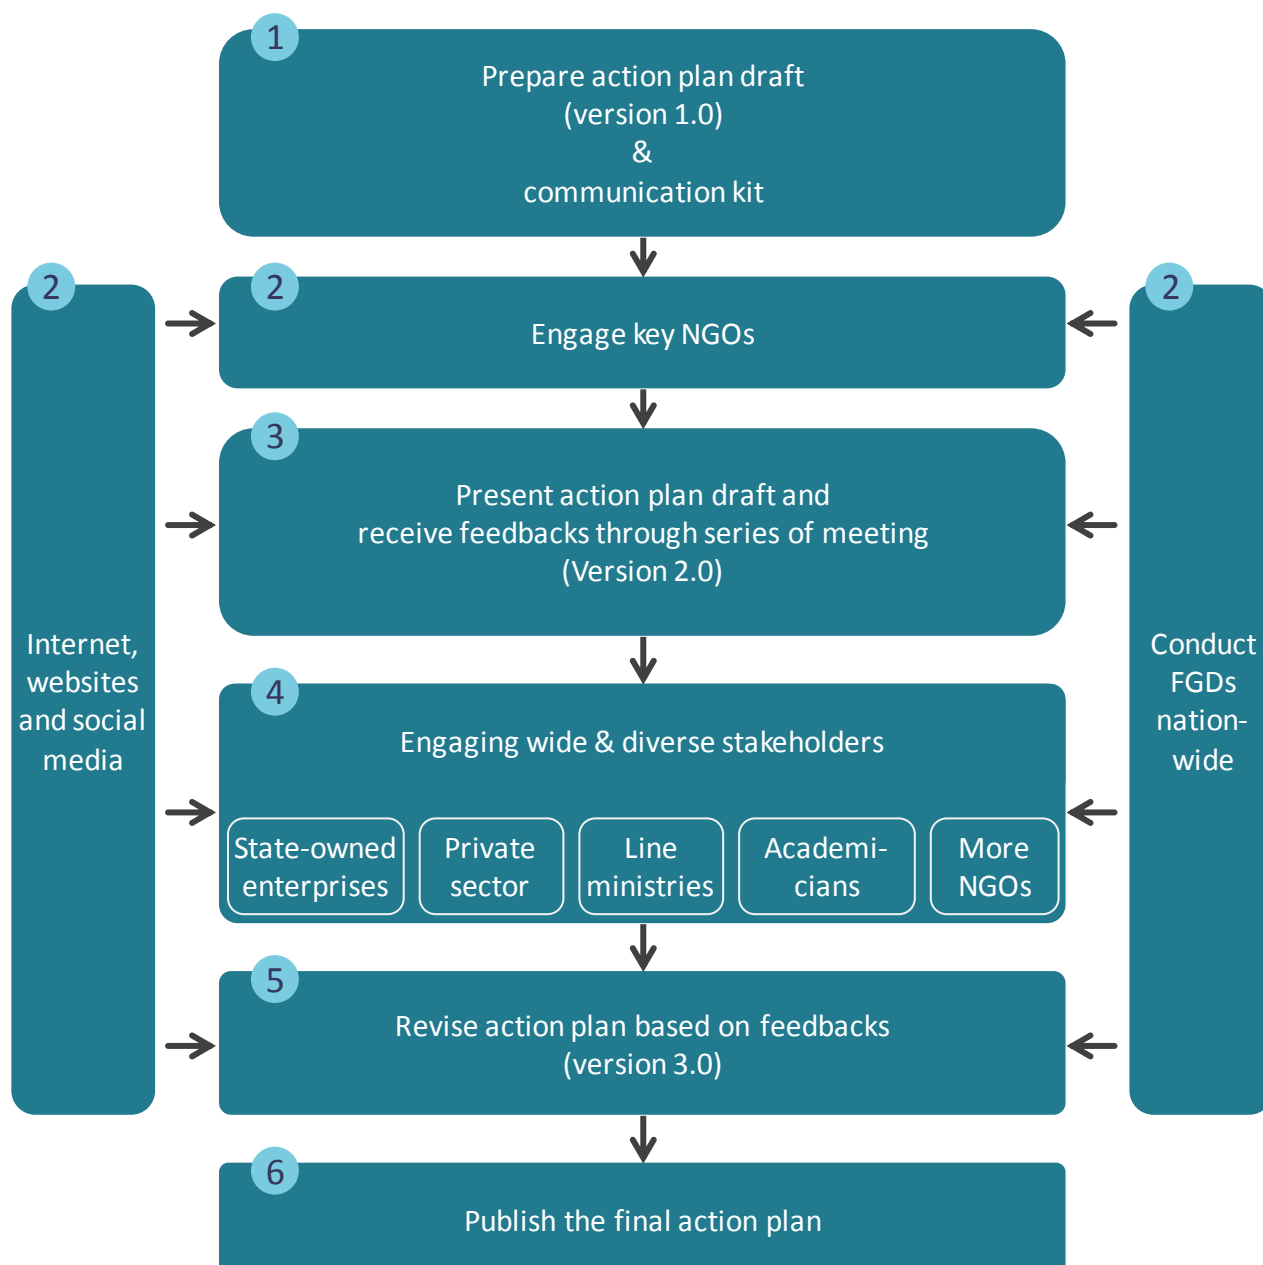 1
Prepare action plan draft
(version 1.0)
&
communication kit
2
Internet,
websites
and social
media
2
Engage key NGOs
2
Conduct
FGDs
nation-
wide
3
Present action plan draft and
receive feedbacks through series of meeting
(Version 2.0)
4
Engaging wide & diverse stakeholders
State-owned
enterprises
Private
sector
Line
ministries
Academi-
cians
More
NGOs
5
Revise action plan based on feedbacks
(version 3.0)
6
Publish the final action plan